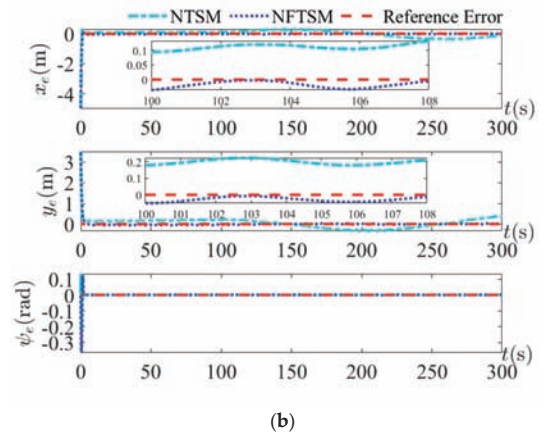 NTSM NFTSM Reference Error
0
-2
-4
x_e(m)
0.1
0.05
0
100 102 104 106 108
t(s)
0 50 100 150 200 250 300
3
2
1
0
y_e(m)
0.2
0.1
0
100 101 102 103 104 105 106 107 108
t(s)
0 50 100 150 200 250 300
0.1
0
-0.1
-0.2
-0.3
ψ_e(rad)
t(s)
0 50 100 150 200 250 300
(b)